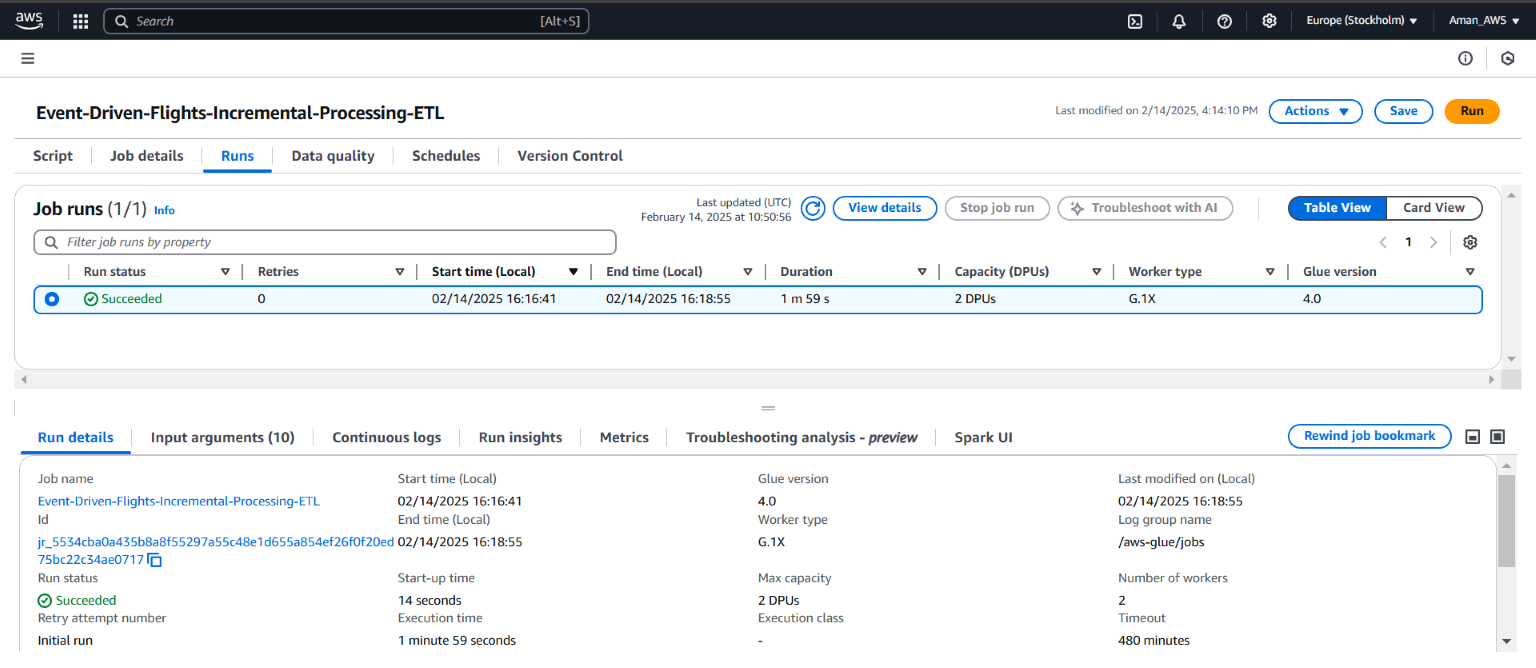 aws Search [Alt+S] Europe (Stockholm) Aman_AWS
Event-Driven-Flights-Incremental-Processing-ETL Last modified on 2/14/2025, 4:14:10 PM Actions Save Run
Script Job details Runs Data quality Schedules Version Control
Job runs (1/1) Info Last updated (UTC) February 14, 2025 at 10:50:56 View details Stop job run Troubleshoot with AI Table View Card View
Filter job runs by property 1
Run status Retries Start time (Local) End time (Local) Duration Capacity (DPUs) Worker type Glue version
Succeeded 0 02/14/2025 16:16:41 02/14/2025 16:18:55 1 m 59 s 2 DPUs G.1X 4.0
Run details Input arguments (10) Continuous logs Run insights Metrics Troubleshooting analysis - preview Spark UI Rewind job bookmark
Job name Start time (Local) Glue version Last modified on (Local)
Event-Driven-Flights-Incremental-Processing-ETL 02/14/2025 16:16:41 4.0 02/14/2025 16:18:55
Id End time (Local) Worker type Log group name
jr_5534cba0a435b8a8f55297a55c48e1d655a854ef26f0f20ed 02/14/2025 16:18:55 G.1X /aws-glue/jobs
75bc22c34ae0717
Run status Start-up time Max capacity Number of workers
Succeeded 14 seconds 2 DPUs 2
Retry attempt number Execution time Execution class Timeout
Initial run 1 minute 59 seconds - 480 minutes